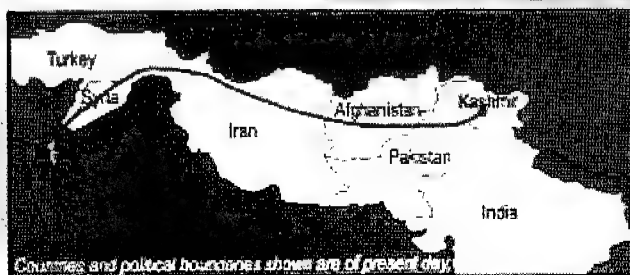 Turkey
Syria
Iran
Afghanistan
Kashmir
Pakistan
India
Countries and political boundaries shown are of present day.